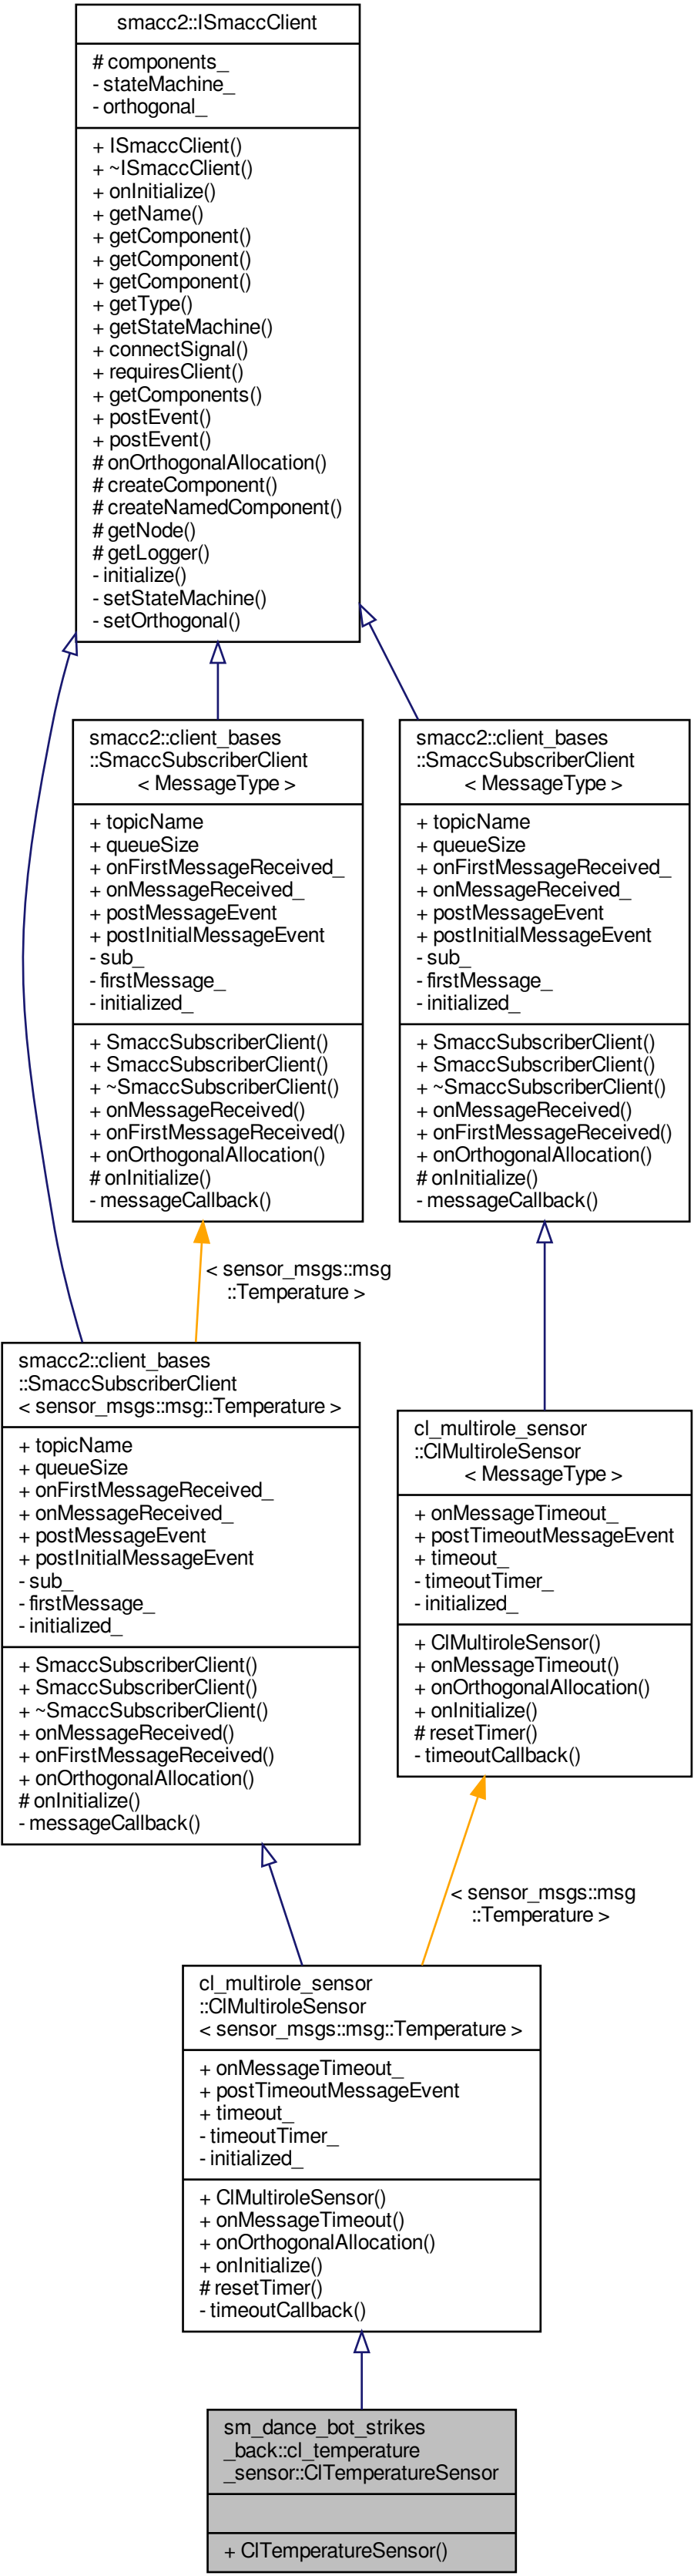 smacc2::ISmaccClient
# components_
- stateMachine_
- orthogonal_
+ ISmaccClient()
+ ~ISmaccClient()
+ onInitialize()
+ getName()
+ getComponent()
+ getComponent()
+ getComponent()
+ getType()
+ getStateMachine()
+ connectSignal()
+ requiresClient()
+ getComponents()
+ postEvent()
+ postEvent()
# onOrthogonalAllocation()
# createComponent()
# createNamedComponent()
# getNode()
# getLogger()
- initialize()
- setStateMachine()
- setOrthogonal()
smacc2::client_bases
::SmaccSubscriberClient
< MessageType >
+ topicName
+ queueSize
+ onFirstMessageReceived_
+ onMessageReceived_
+ postMessageEvent
+ postInitialMessageEvent
- sub_
- firstMessage_
- initialized_
+ SmaccSubscriberClient()
+ SmaccSubscriberClient()
+ ~SmaccSubscriberClient()
+ onMessageReceived()
+ onFirstMessageReceived()
+ onOrthogonalAllocation()
# onInitialize()
- messageCallback()
smacc2::client_bases
::SmaccSubscriberClient
< MessageType >
+ topicName
+ queueSize
+ onFirstMessageReceived_
+ onMessageReceived_
+ postMessageEvent
+ postInitialMessageEvent
- sub_
- firstMessage_
- initialized_
+ SmaccSubscriberClient()
+ SmaccSubscriberClient()
+ ~SmaccSubscriberClient()
+ onMessageReceived()
+ onFirstMessageReceived()
+ onOrthogonalAllocation()
# onInitialize()
- messageCallback()
< sensor_msgs::msg
::Temperature >
smacc2::client_bases
::SmaccSubscriberClient
< sensor_msgs::msg::Temperature >
+ topicName
+ queueSize
+ onFirstMessageReceived_
+ onMessageReceived_
+ postMessageEvent
+ postInitialMessageEvent
- sub_
- firstMessage_
- initialized_
+ SmaccSubscriberClient()
+ SmaccSubscriberClient()
+ ~SmaccSubscriberClient()
+ onMessageReceived()
+ onFirstMessageReceived()
+ onOrthogonalAllocation()
# onInitialize()
- messageCallback()
cl_multirole_sensor
::ClMultiroleSensor
< MessageType >
+ onMessageTimeout_
+ postTimeoutMessageEvent
+ timeout_
- timeoutTimer_
- initialized_
+ ClMultiroleSensor()
+ onMessageTimeout()
+ onOrthogonalAllocation()
+ onInitialize()
# resetTimer()
- timeoutCallback()
< sensor_msgs::msg
::Temperature >
cl_multirole_sensor
::ClMultiroleSensor
< sensor_msgs::msg::Temperature >
+ onMessageTimeout_
+ postTimeoutMessageEvent
+ timeout_
- timeoutTimer_
- initialized_
+ ClMultiroleSensor()
+ onMessageTimeout()
+ onOrthogonalAllocation()
+ onInitialize()
# resetTimer()
- timeoutCallback()
sm_dance_bot_strikes
_back::cl_temperature
_sensor::ClTemperatureSensor
+ ClTemperatureSensor()